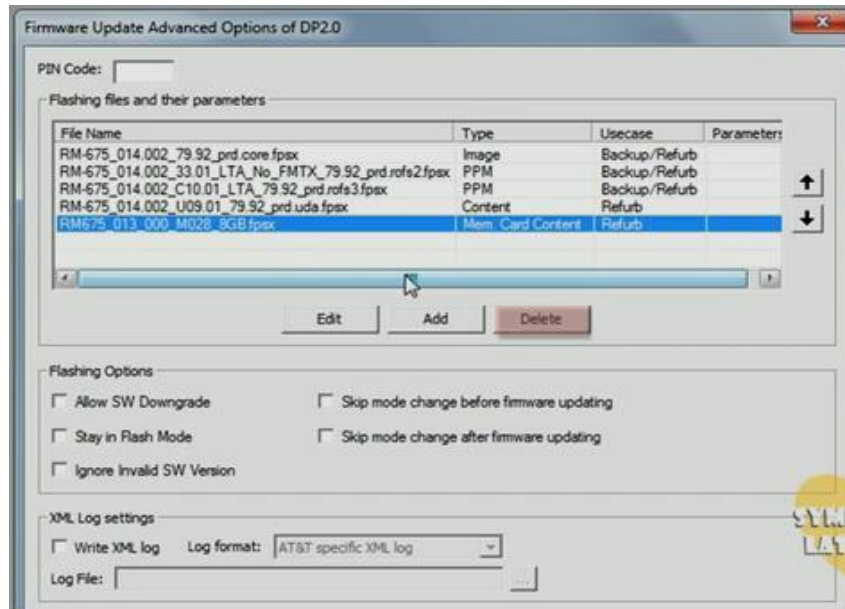 Firmware Update Advanced Options of DP2.0
PIN Code:
Flashing files and their parameters
File Name Type Usecase Parameters
RM-675_014.002_79.92_prd.core.fpsx Image Backup/Refurb
RM-675_014.002_33.01_LTA_No_FMTX_79.92_prd.rofs2.fpsx PPM Backup/Refurb
RM-675_014.002_C10.01_LTA_79.92_prd.rofs3.fpsx PPM Backup/Refurb
RM-675_014.002_U09.01_79.92_prd.uda.fpsx Content Refurb
RM675_013_000_M028_8GB.fpsx Mem. Card Content Refurb
Edit Add Delete
Flashing Options
Allow SW Downgrade Skip mode change before firmware updating
Stay in Flash Mode Skip mode change after firmware updating
Ignore Invalid SW Version
XML Log settings
Write XML log Log format: AT&T specific XML log
Log File: ...